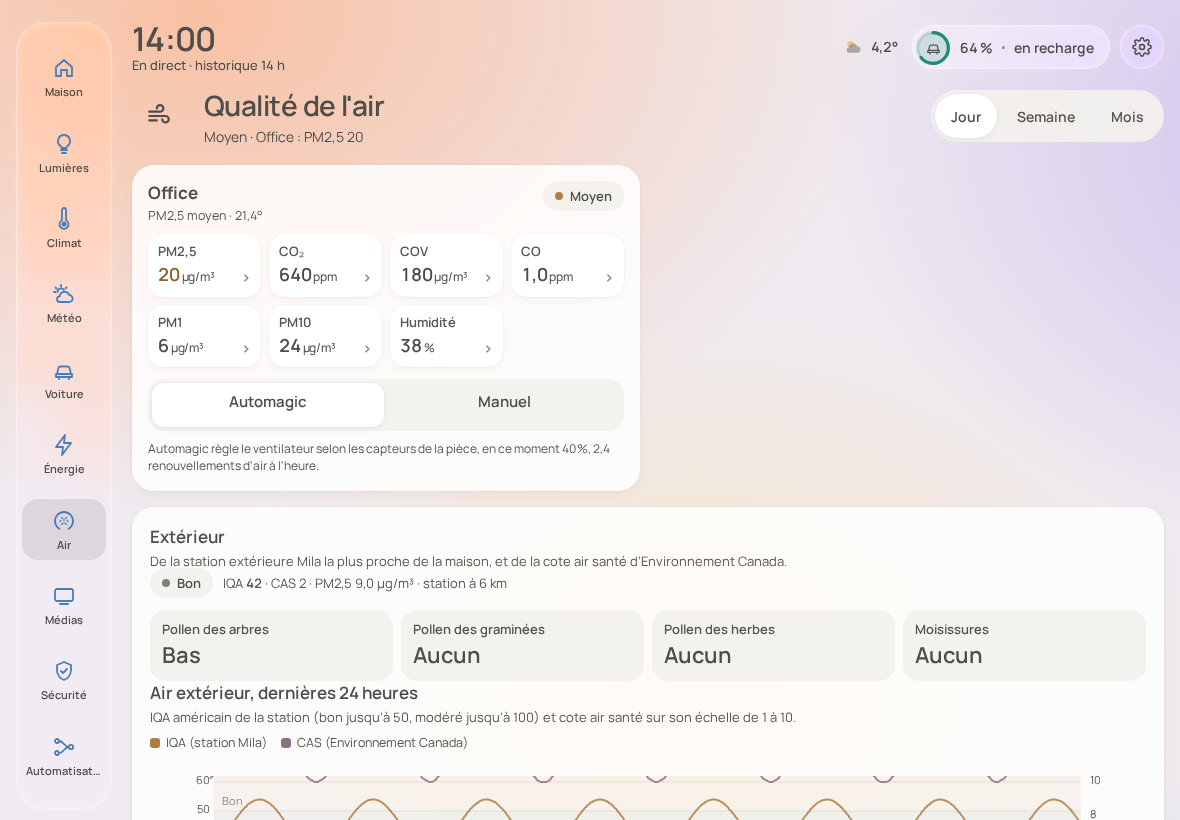 14:00
En direct · historique 14 h
4,2°
64 % · en recharge
Maison
Lumières
Climat
Météo
Voiture
Énergie
Air
Médias
Sécurité
Automatisat…
Qualité de l'air
Moyen · Office : PM2,5 20
Jour
Semaine
Mois
Office
PM2,5 moyen · 21,4°
Moyen
PM2,5
20 µg/m³
CO₂
640 ppm
COV
180 µg/m³
CO
1,0 ppm
PM1
6 µg/m³
PM10
24 µg/m³
Humidité
38 %
Automagic
Manuel
Automagic règle le ventilateur selon les capteurs de la pièce, en ce moment 40 %, 2,4
renouvellements d'air à l'heure.
Extérieur
De la station extérieure Mila la plus proche de la maison, et de la cote air santé d'Environnement Canada.
Bon
IQA 42 · CAS 2 · PM2,5 9,0 µg/m³ · station à 6 km
Pollen des arbres
Bas
Pollen des graminées
Aucun
Pollen des herbes
Aucun
Moisissures
Aucun
Air extérieur, dernières 24 heures
IQA américain de la station (bon jusqu'à 50, modéré jusqu'à 100) et cote air santé sur son échelle de 1 à 10.
IQA (station Mila)
CAS (Environnement Canada)
60°
10
Bon
50
8